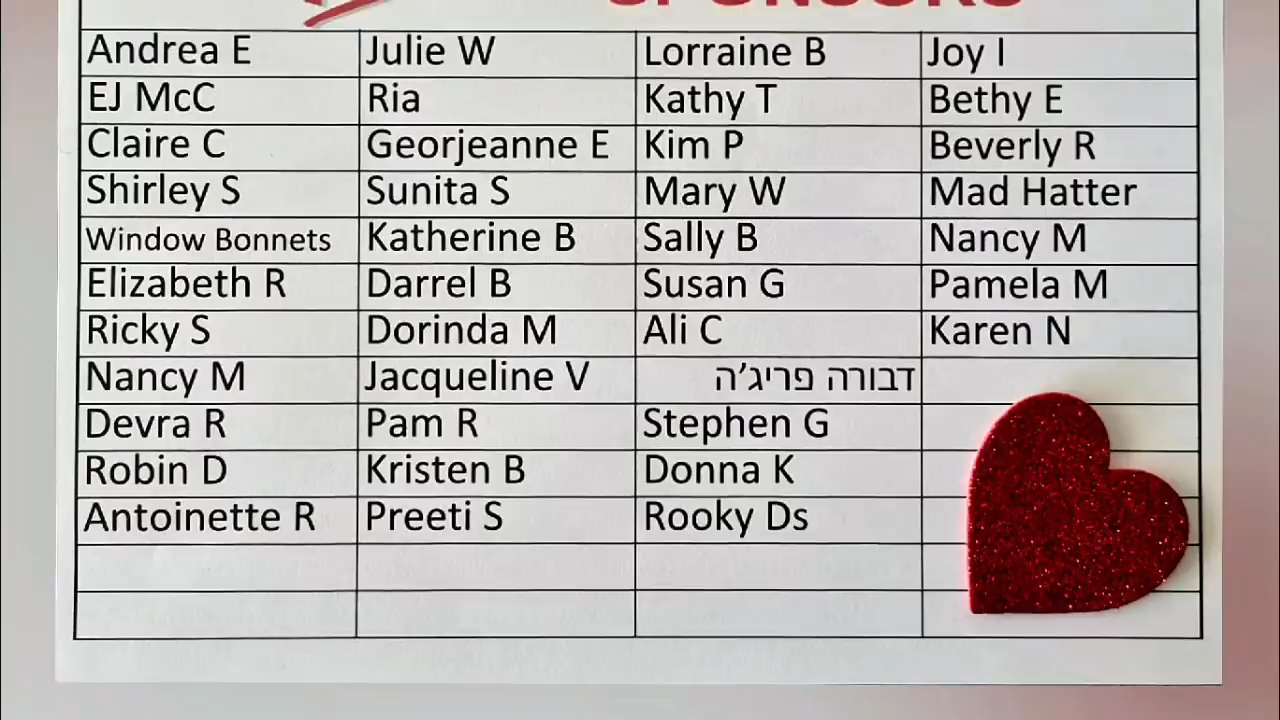 SPONSORS
Andrea E Julie W Lorraine B Joy I
EJ McC Ria Kathy T Bethy E
Claire C Georjeanne E Kim P Beverly R
Shirley S Sunita S Mary W Mad Hatter
Window Bonnets Katherine B Sally B Nancy M
Elizabeth R Darrel B Susan G Pamela M
Ricky S Dorinda M Ali C Karen N
Nancy M Jacqueline V דבורה פריג'ה
Devra R Pam R Stephen G
Robin D Kristen B Donna K
Antoinette R Preeti S Rooky Ds